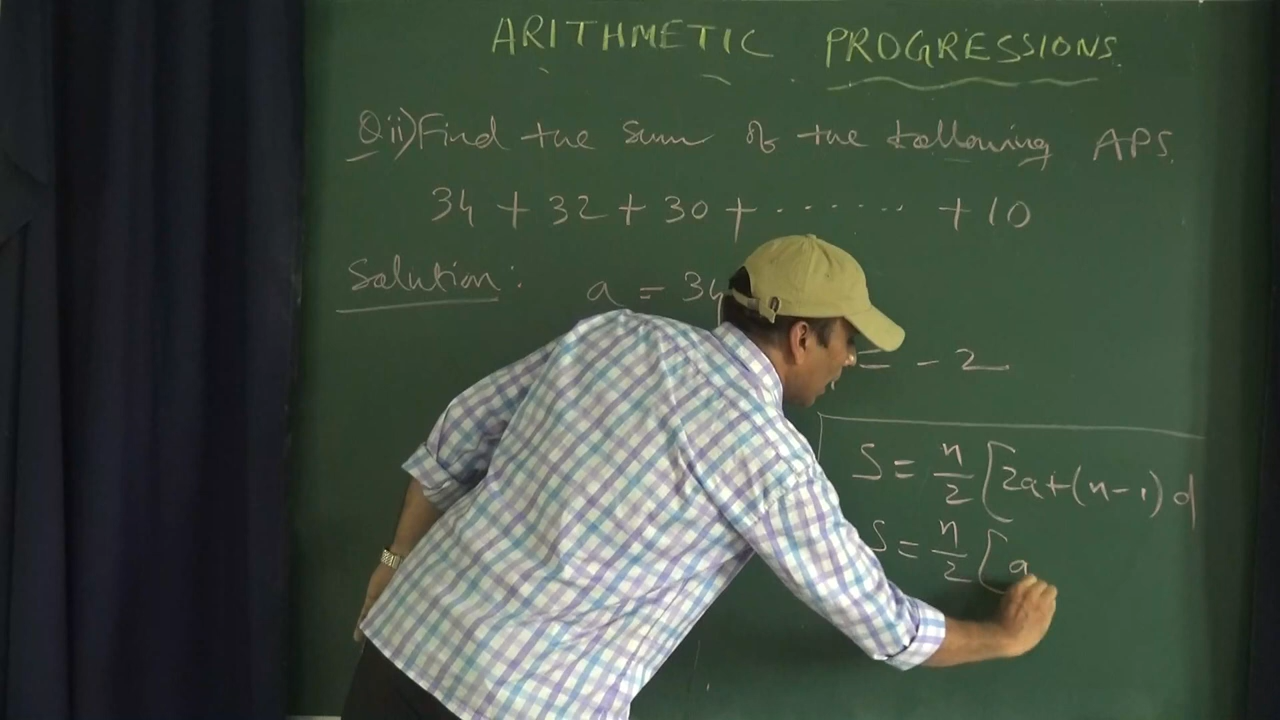 ARITHMETIC PROGRESSIONS.
Qii) Find the sum of the following APS.
34 + 32 + 30 + ........ + 10
Solution: a = 34
= - 2
S = n/2 [2a+(n-1)d
S = n/2 [a